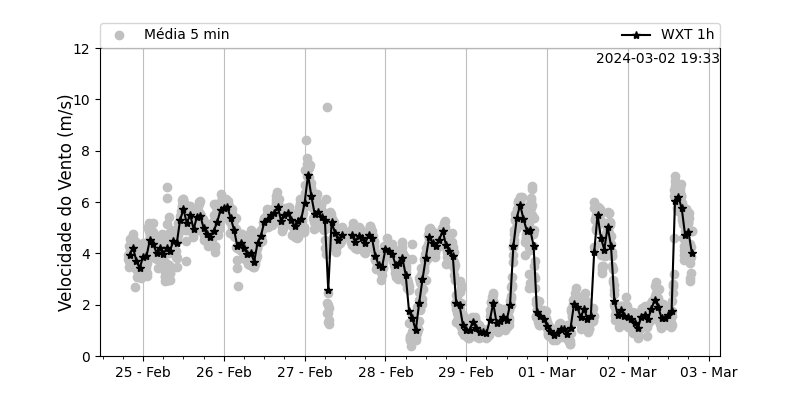 Média 5 min
WXT 1h
2024-03-02 19:33
Velocidade do Vento (m/s)
12
10
8
6
4
2
0
25 - Feb 26 - Feb 27 - Feb 28 - Feb 29 - Feb 01 - Mar 02 - Mar 03 - Mar